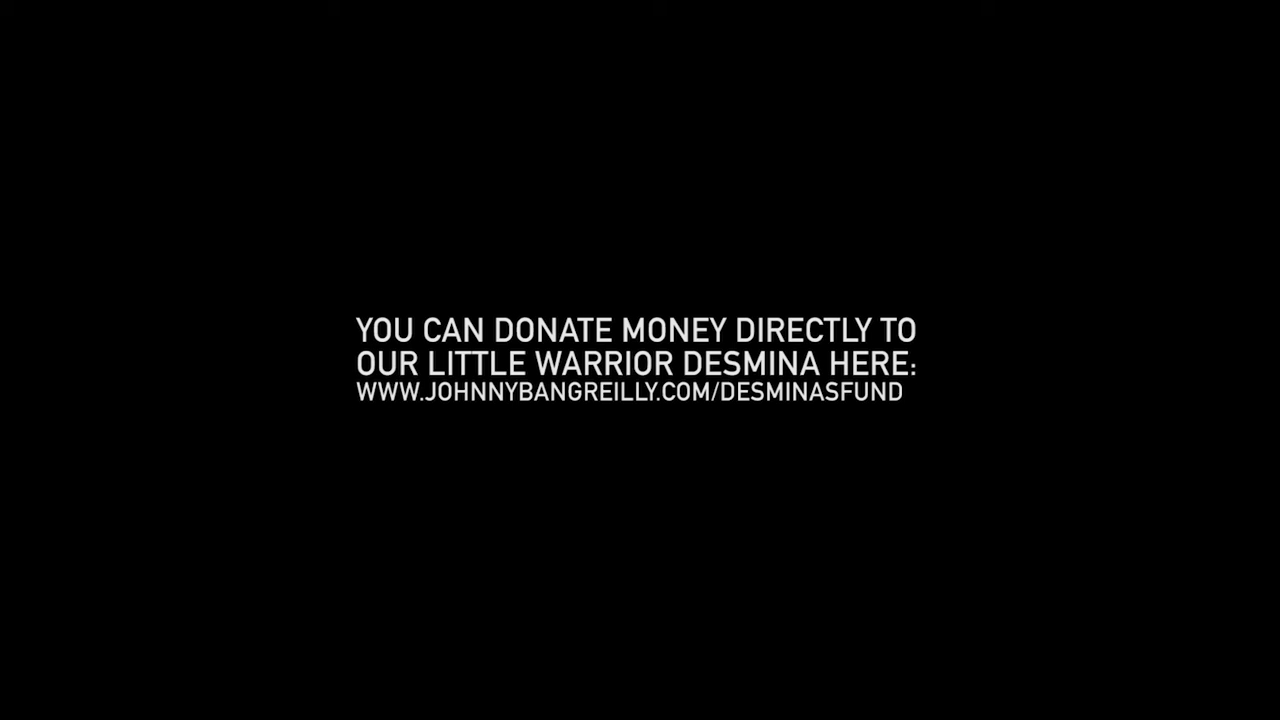 YOU CAN DONATE MONEY DIRECTLY TO
OUR LITTLE WARRIOR DESMINA HERE:
WWW.JOHNNYBANGREILLY.COM/DESMINASFUND